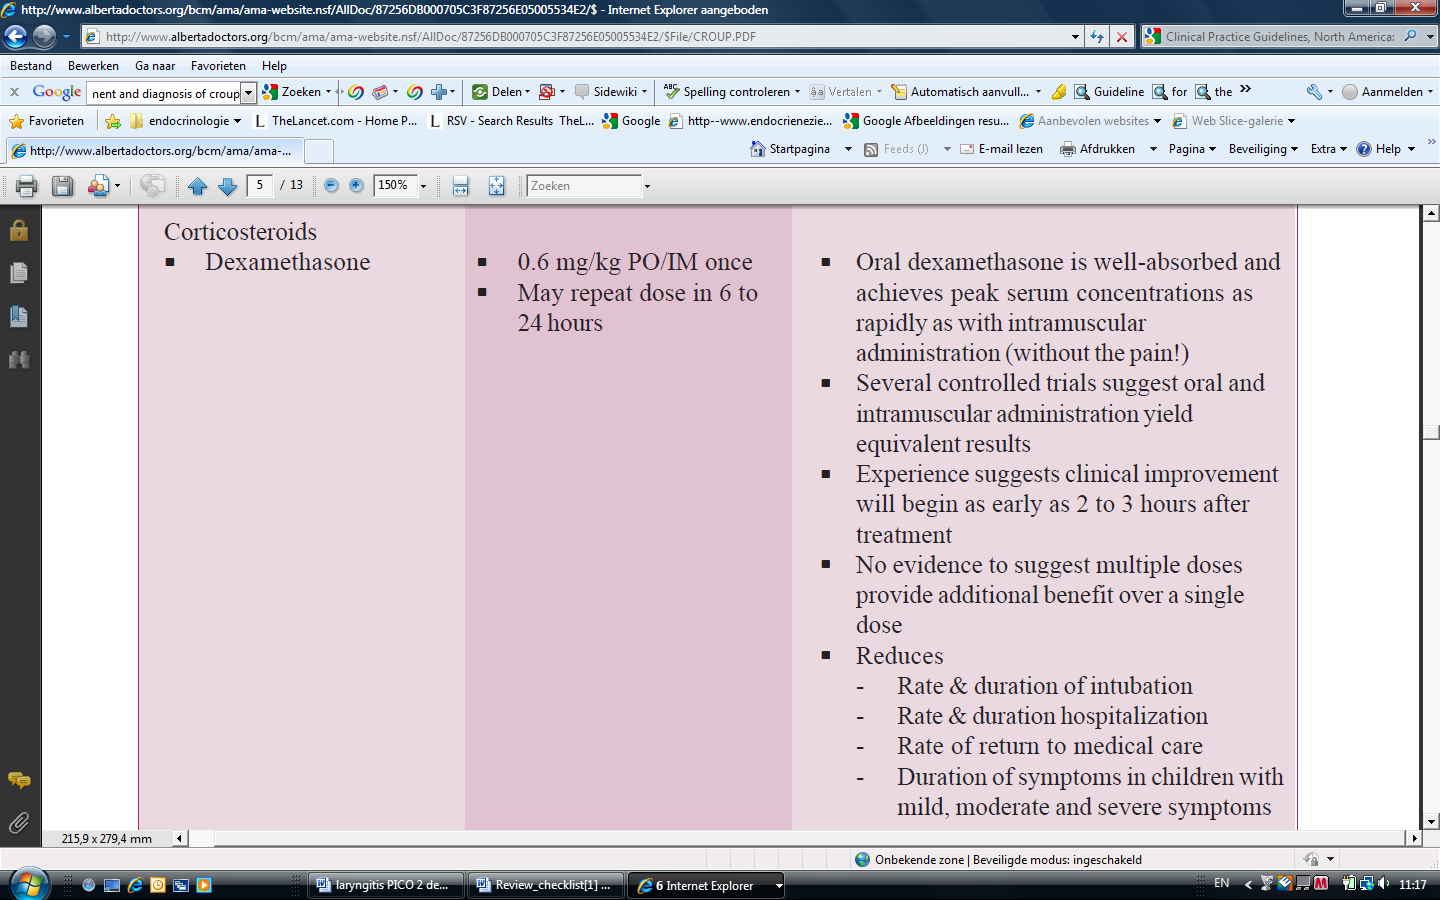 http://www.albertadoctors.org/bcm/ama/ama-website.nsf/AllDoc/87256DB000705C3F87256E05005534E2/$ - Internet Explorer aangeboden
http://www.albertadoctors.org/bcm/ama/ama-website.nsf/AllDoc/87256DB000705C3F87256E05005534E2/$File/CROUP.PDF
Clinical Practice Guidelines, North America:
Bestand Bewerken Ga naar Favorieten Help
x Google nent and diagnosis of croup Zoeken Delen Sidewiki Spelling controleren Vertalen Automatisch aanvull... Guideline for the » Aanmelden
Favorieten endocrinologie TheLancet.com - Home P... RSV - Search Results TheL... Google http--www.endocrienezie... Google Afbeeldingen resu... Aanbevolen websites Web Slice-galerie
http://www.albertadoctors.org/bcm/ama/ama-... Startpagina Feeds (J) E-mail lezen Afdrukken Pagina Beveiliging Extra Help »
5 / 13 150% Zoeken
Corticosteroids
▪ Dexamethasone
▪ 0.6 mg/kg PO/IM once
▪ May repeat dose in 6 to
24 hours
▪ Oral dexamethasone is well-absorbed and
achieves peak serum concentrations as
rapidly as with intramuscular
administration (without the pain!)
▪ Several controlled trials suggest oral and
intramuscular administration yield
equivalent results
▪ Experience suggests clinical improvement
will begin as early as 2 to 3 hours after
treatment
▪ No evidence to suggest multiple doses
provide additional benefit over a single
dose
▪ Reduces
- Rate & duration of intubation
- Rate & duration hospitalization
- Rate of return to medical care
- Duration of symptoms in children with
mild, moderate and severe symptoms
215,9 x 279,4 mm
Onbekende zone | Beveiligde modus: ingeschakeld
laryngitis PICO 2 de... Review_checklist[1] ... 6 Internet Explorer EN 11:17